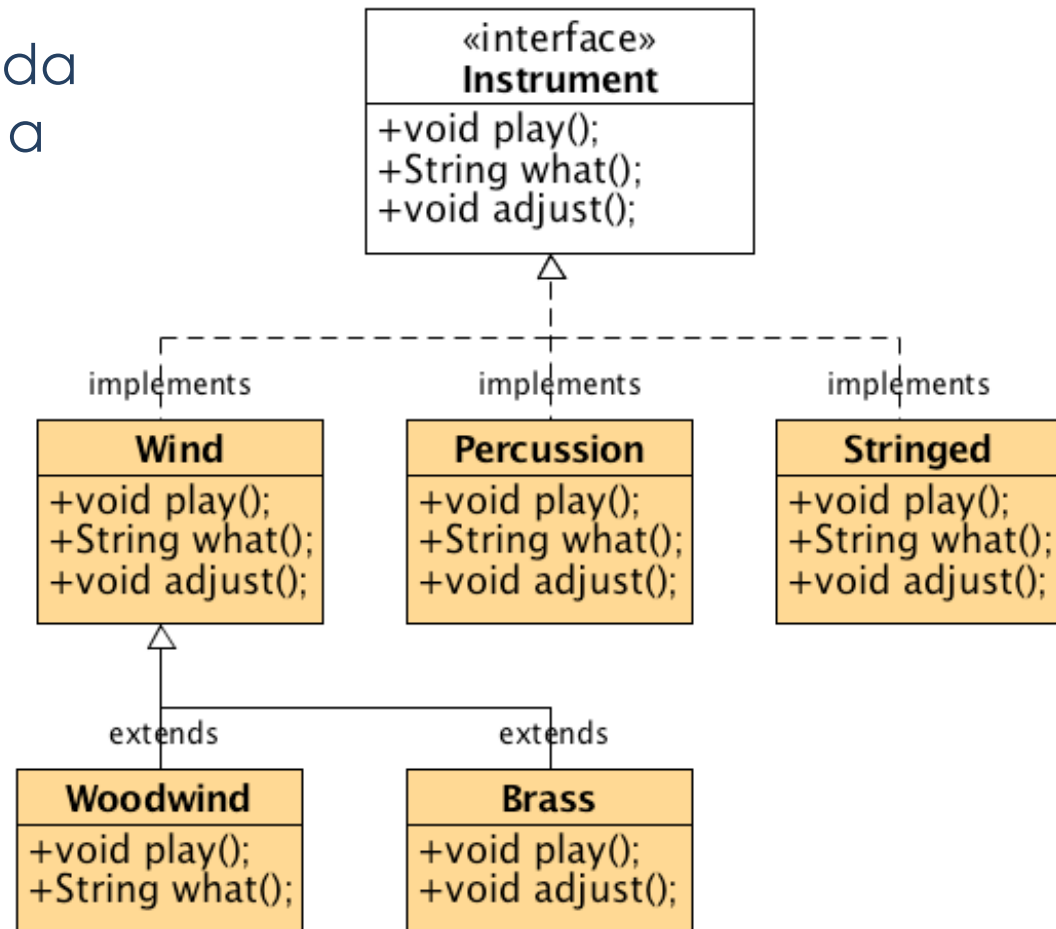 da
a
«interface»
Instrument
+void play();
+String what();
+void adjust();
implements
implements
implements
Wind
+void play();
+String what();
+void adjust();
Percussion
+void play();
+String what();
+void adjust();
Stringed
+void play();
+String what();
+void adjust();
extends
extends
Woodwind
+void play();
+String what();
Brass
+void play();
+void adjust();